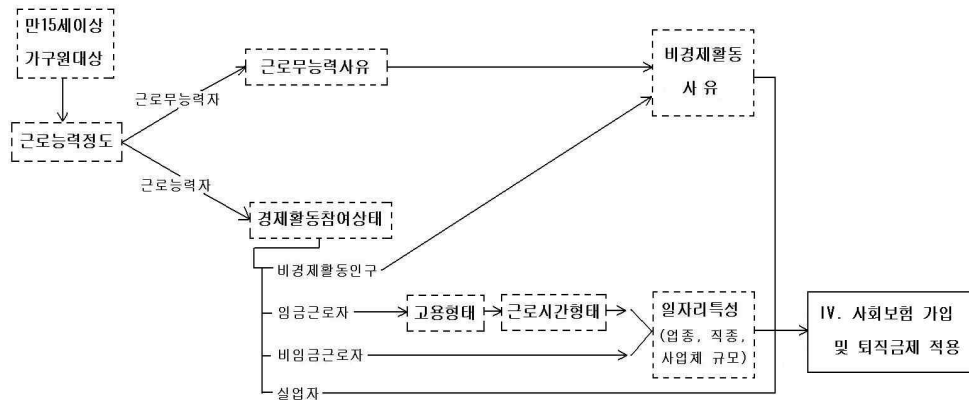 만15세이상
가구원대상
근로능력정도
근로무능력자
근로능력자
근로무능력사유
비경제활동
사 유
경제활동참여상태
비경제활동인구
임금근로자
고용형태
근로시간형태
비임금근로자
실업자
일자리특성
(업종, 직종,
사업체 규모)
Ⅳ. 사회보험 가입
및 퇴직금제 적용